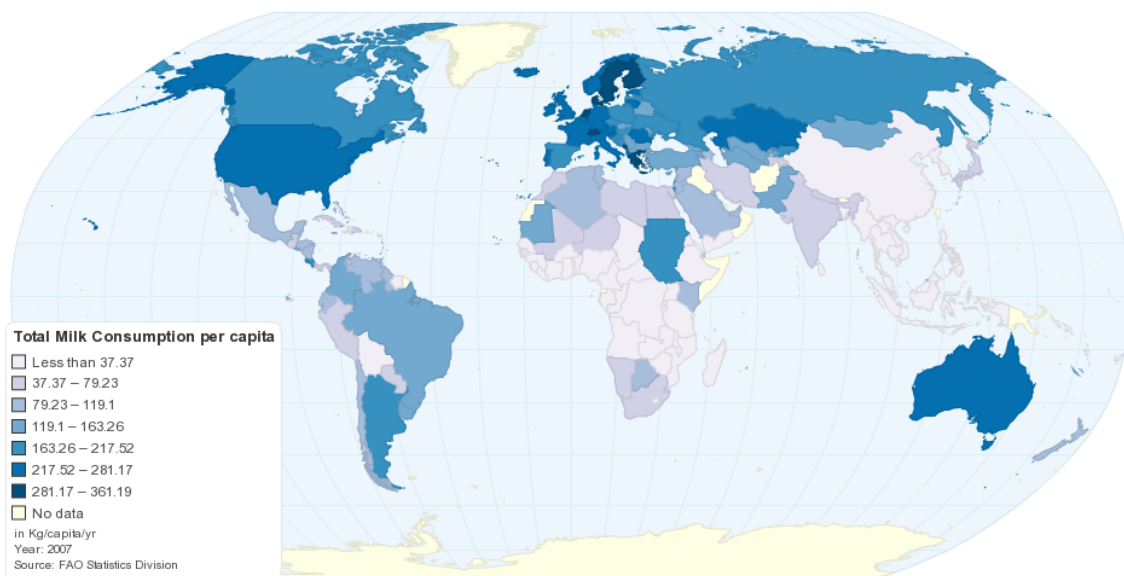 Total Milk Consumption per capita
Less than 37.37
37.37 – 79.23
79.23 – 119.1
119.1 – 163.26
163.26 – 217.52
217.52 – 281.17
281.17 – 361.19
No data
in Kg/capita/yr
Year: 2007
Source: FAO Statistics Division